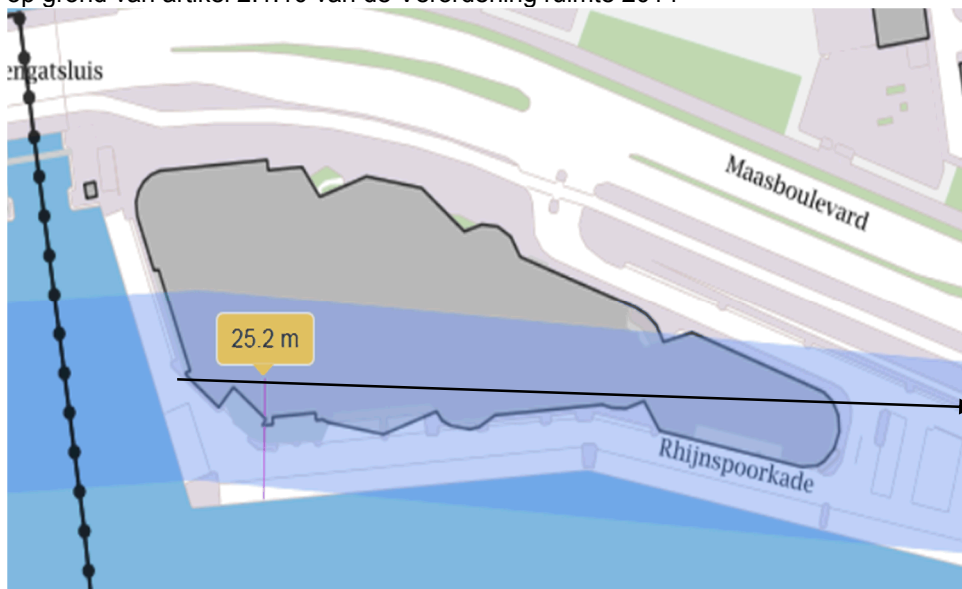 op grond van artikel 2.1.10 van de Verordening ruimte 2014
engatsluis
Maasboulevard
25.2 m
Rhijnspoorkade